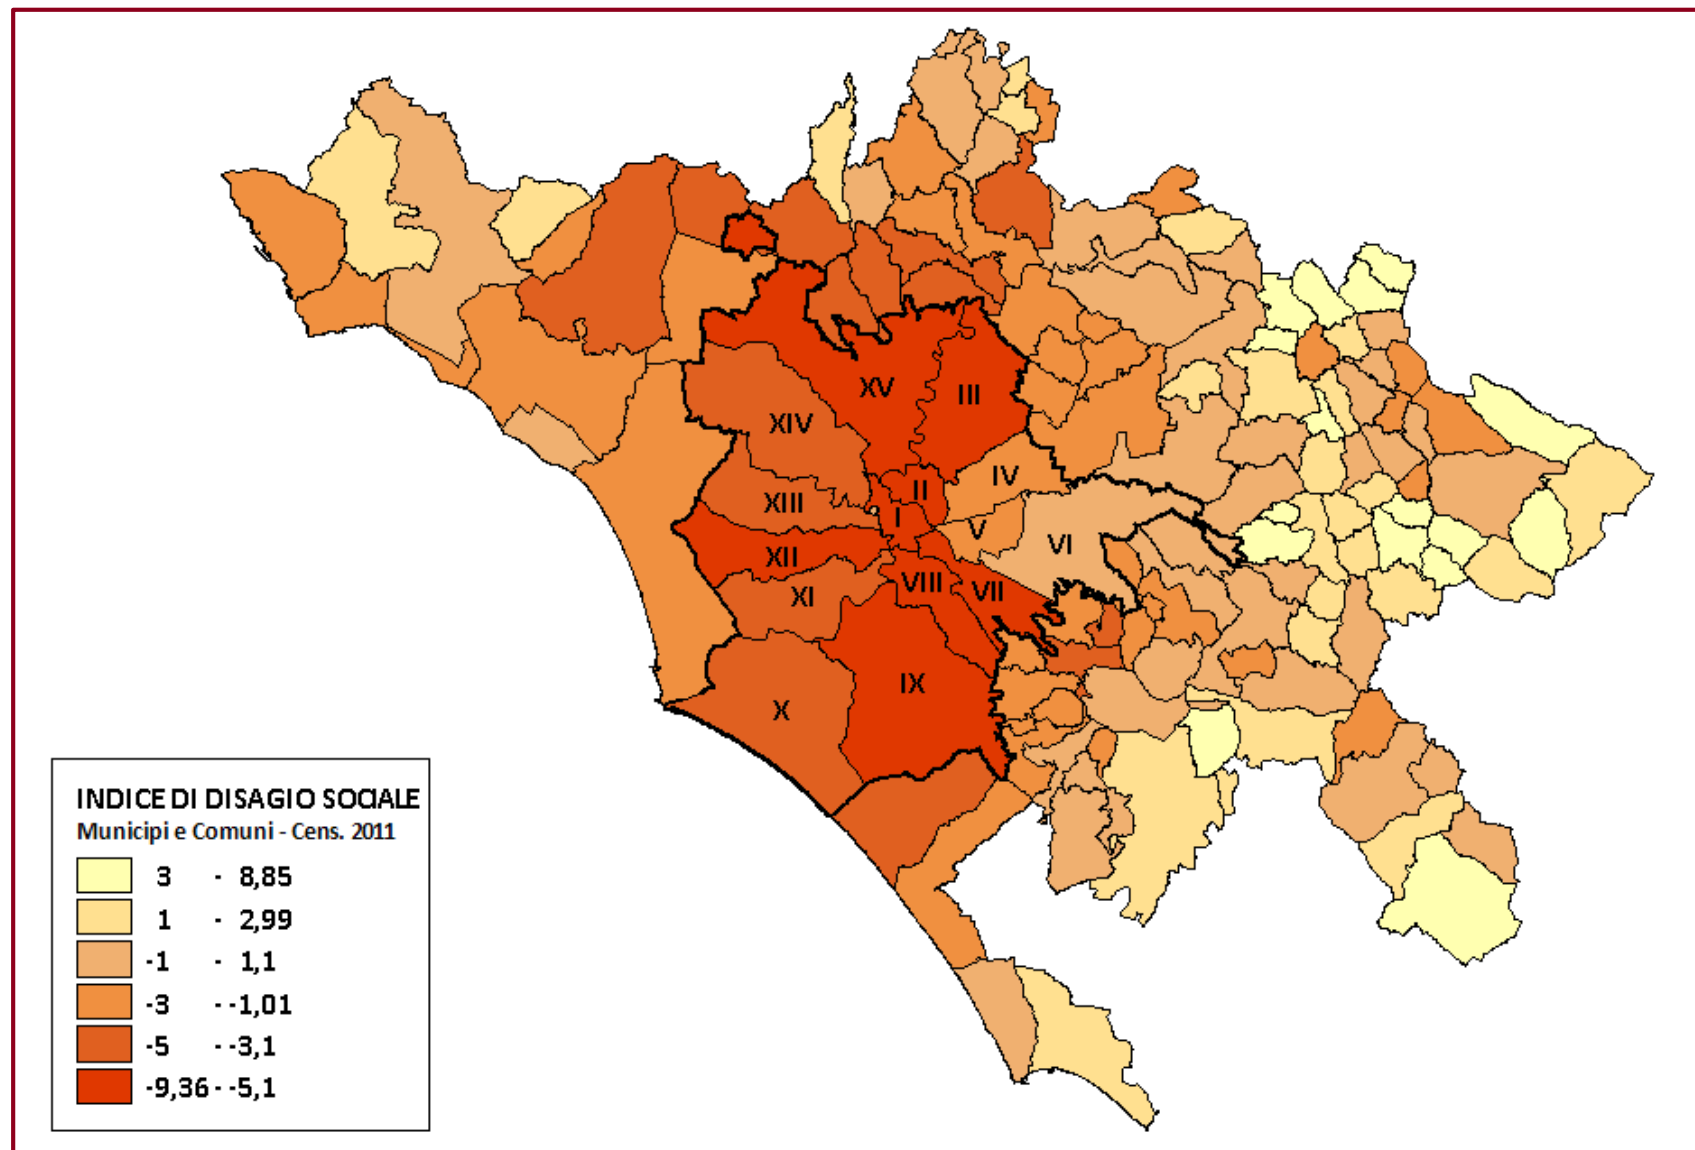 XV
III
XIV
II
IV
XIII
I
V
VI
XII
VIII
VII
XI
IX
X
INDICE DI DISAGIO SOCIALE
Municipi e Comuni - Cens. 2011
3 - 8,85
1 - 2,99
-1 - 1,1
-3 - -1,01
-5 - -3,1
-9,36 - -5,1